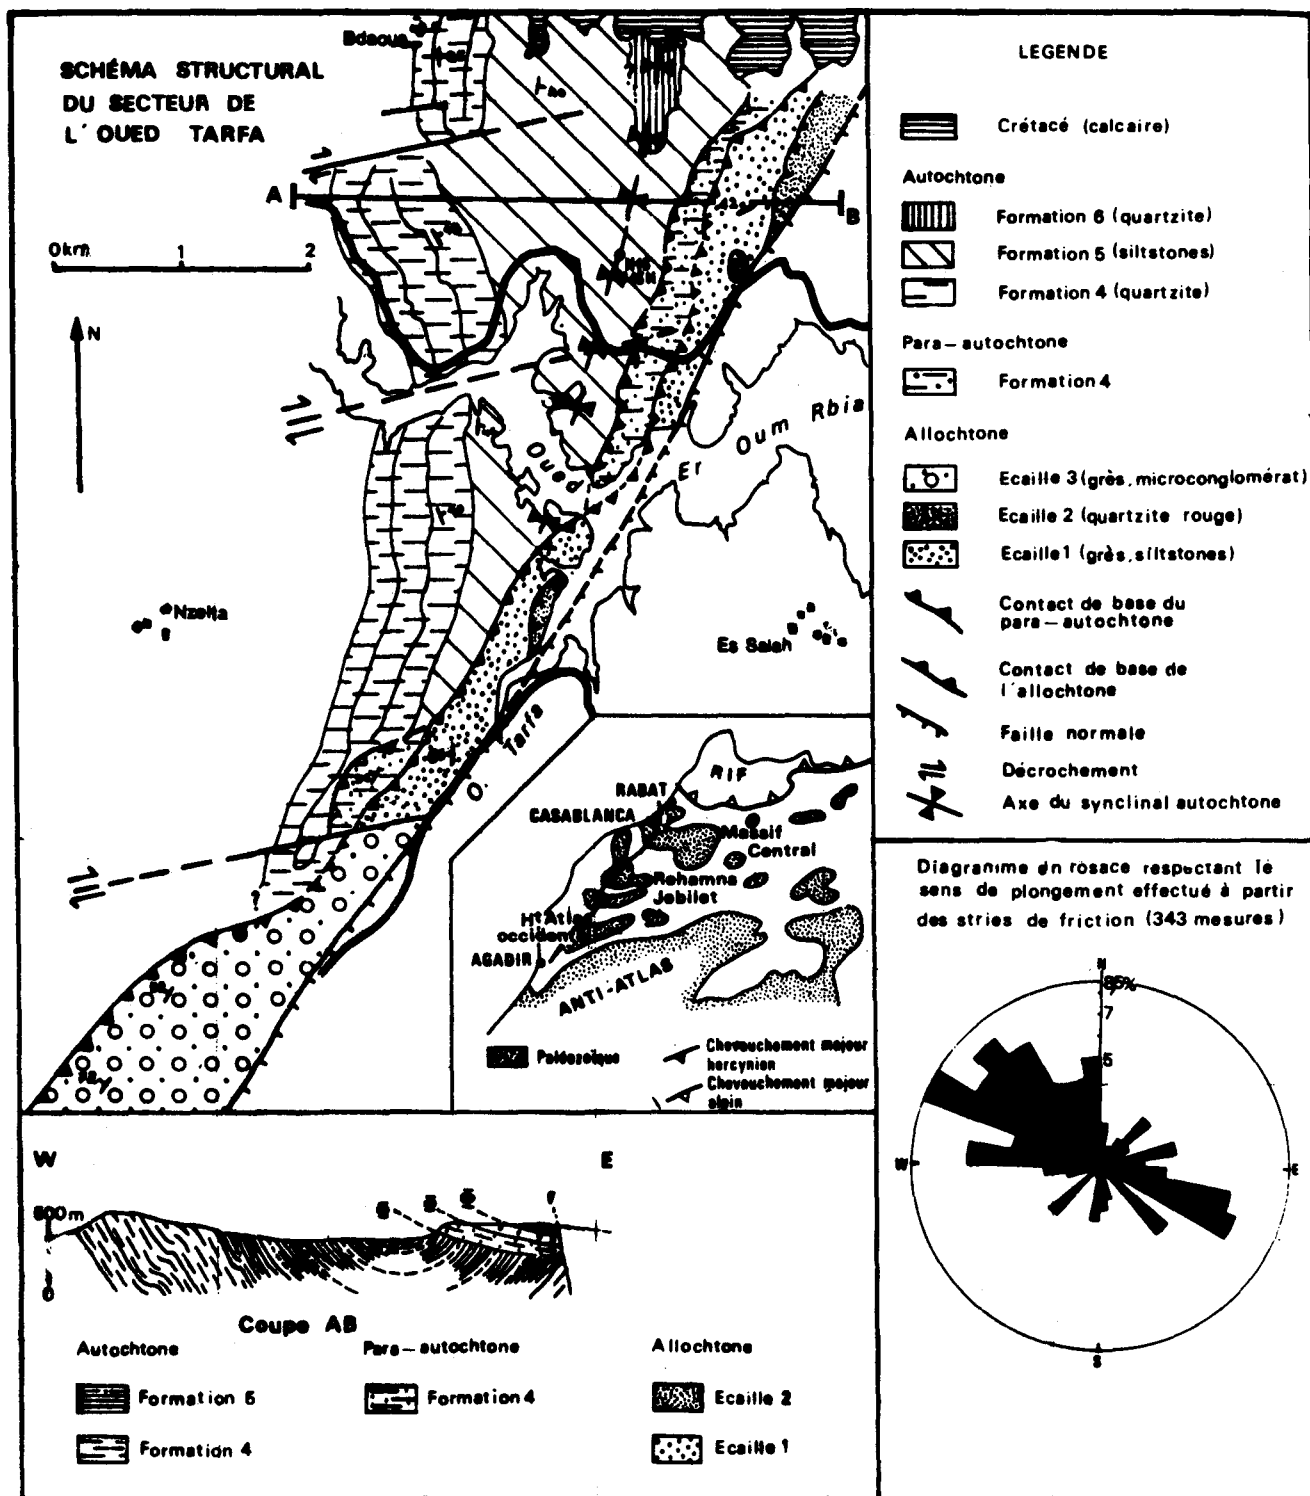 SCHÉMA STRUCTURAL
DU SECTEUR DE
L'OUED TARFA
Bdaoua
A
B
0 km 1 2
N
Oued
Er Oum Rbia
Nzelta
Es Salah
O. Tarfa
?
LEGENDE
Crétacé (calcaire)
Autochtone
Formation 6 (quartzite)
Formation 5 (siltstones)
Formation 4 (quartzite)
Para-autochtone
Formation 4
Allochtone
Ecaille 3 (grès, microconglomérat)
Ecaille 2 (quartzite rouge)
Ecaille 1 (grès, siltstones)
Contact de base du
para-autochtone
Contact de base de
l'allochtone
Faille normale
Décrochement
Axe du synclinal autochtone
RIF
RABAT
CASABLANCA
Massif
Central
Rehamna
Jebilet
Ht Atlas
occident
AGADIR
ANTI-ATLAS
Paléozoïque
Chevauchement majeur
hercynien
Chevauchement majeur
alpin
Diagramme en rosace respectant le
sens de plongement effectué à partir
des stries de friction (343 mesures)
N
7
5
W
E
S
W
E
800m
0
F
Coupe AB
Autochtone
Formation 5
Formation 4
Para-autochtone
Formation 4
Allochtone
Ecaille 2
Ecaille 1